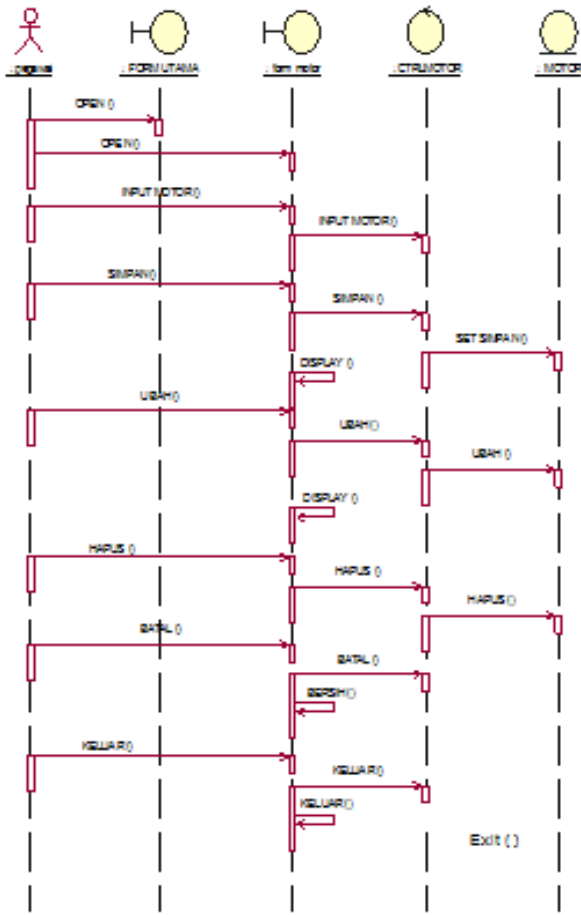 : pegawai
: FORM UTAMA
: form motor
: CTRLMOTOR
: MOTOR
OPEN ()
OPEN()
INPUT MOTOR()
INPUT MOTOR()
SIMPAN()
SIMPAN ()
SET SIMPAN()
DISPLAY ()
UBAH()
UBAH()
UBAH ()
DISPLAY ()
HAPUS ()
HAPUS ()
HAPUS ()
BATAL ()
BATAL ()
BERSIH()
KELUAR()
KELUAR()
KELUAR()
Exit ( )